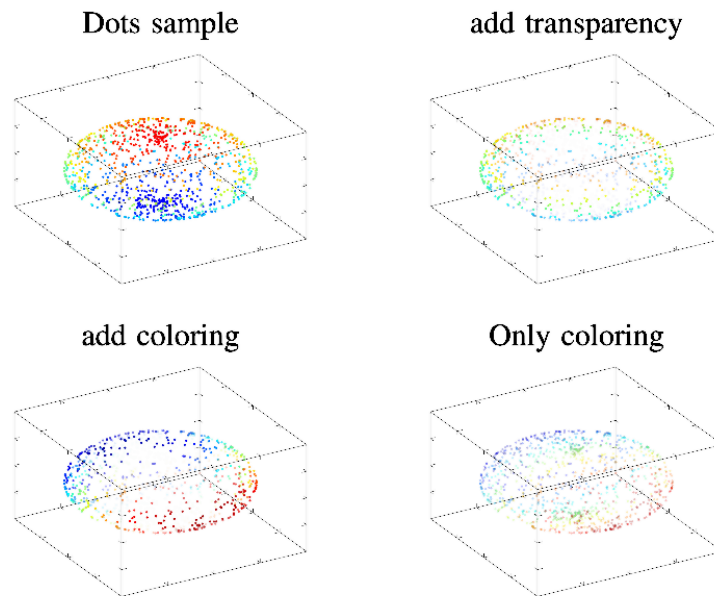 Dots sample
add transparency
add coloring
Only coloring